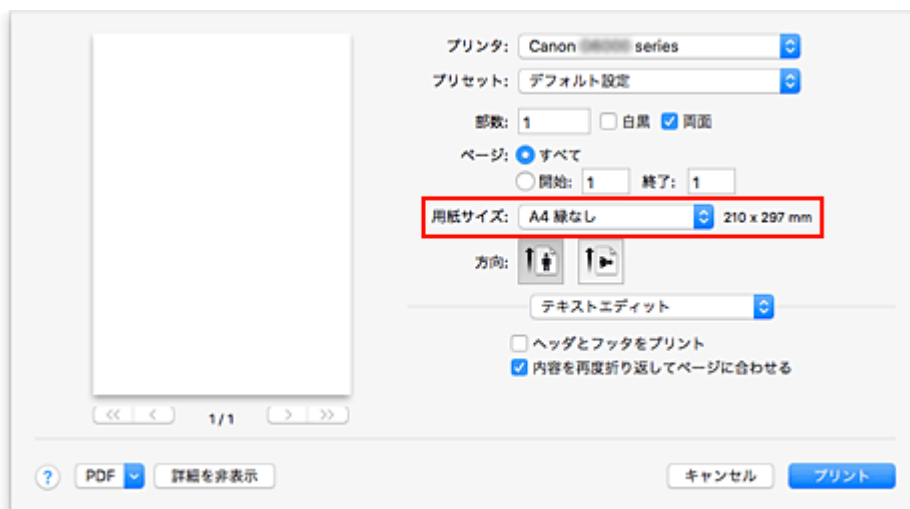 プリンタ: Canon series
プリセット: デフォルト設定
部数: 1 白黒 両面
ページ: すべて
開始: 1 終了: 1
用紙サイズ: A4 縁なし 210 x 297 mm
方向:
テキストエディット
ヘッダとフッタをプリント
内容を再度折り返してページに合わせる
1/1
? PDF 詳細を非表示 キャンセル プリント